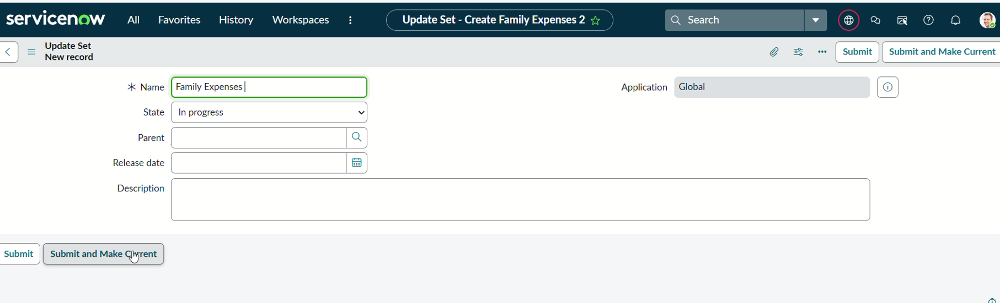 servicenow All Favorites History Workspaces Update Set - Create Family Expenses 2 Search
Update Set
New record
Submit Submit and Make Current
Name Family Expenses Application Global
State In progress
Parent
Release date
Description
Submit Submit and Make Current